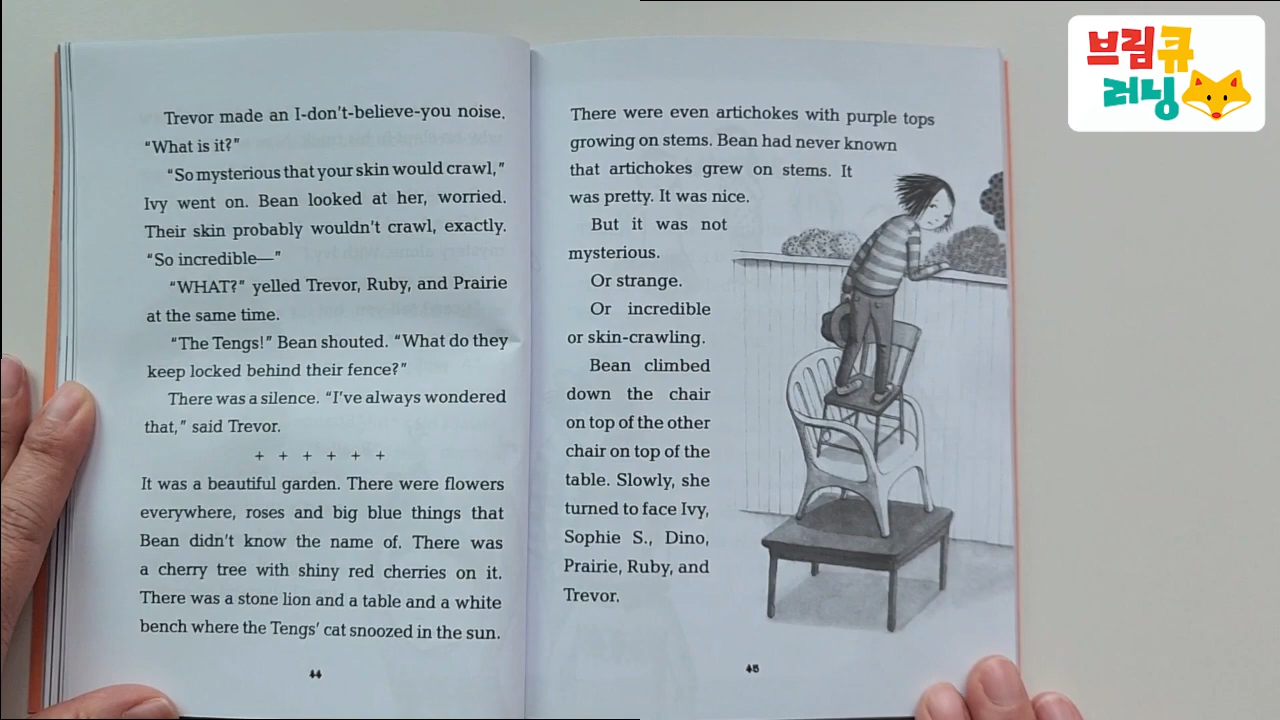 Trevor made an I-don't-believe-you noise.
“What is it?”
“So mysterious that your skin would crawl,”
Ivy went on. Bean looked at her, worried.
Their skin probably wouldn't crawl, exactly.
“So incredible—”
“WHAT?” yelled Trevor, Ruby, and Prairie
at the same time.
“The Tengs!” Bean shouted. “What do they
keep locked behind their fence?”
There was a silence. “I've always wondered
that,” said Trevor.
+ + + + + +
It was a beautiful garden. There were flowers
everywhere, roses and big blue things that
Bean didn't know the name of. There was
a cherry tree with shiny red cherries on it.
There was a stone lion and a table and a white
bench where the Tengs' cat snoozed in the sun.
44
There were even artichokes with purple tops
growing on stems. Bean had never known
that artichokes grew on stems. It
was pretty. It was nice.
But it was not
mysterious.
Or strange.
Or incredible
or skin-crawling.
Bean climbed
down the chair
on top of the other
chair on top of the
table. Slowly, she
turned to face Ivy,
Sophie S., Dino,
Prairie, Ruby, and
Trevor.
45
브림큐
러닝